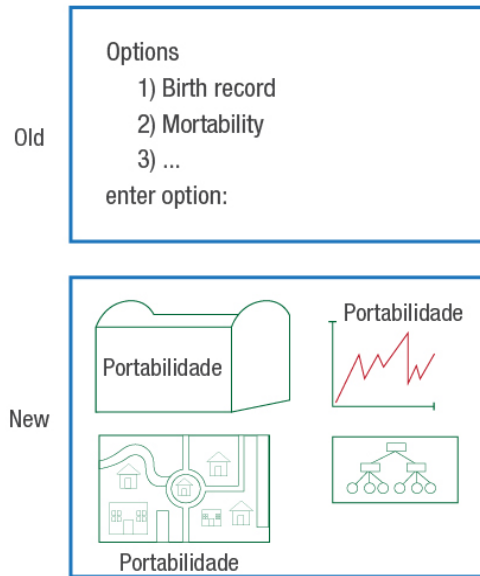 Old
Options
1) Birth record
2) Mortability
3) ...
enter option:
New
Portabilidade
Portabilidade
Portabilidade